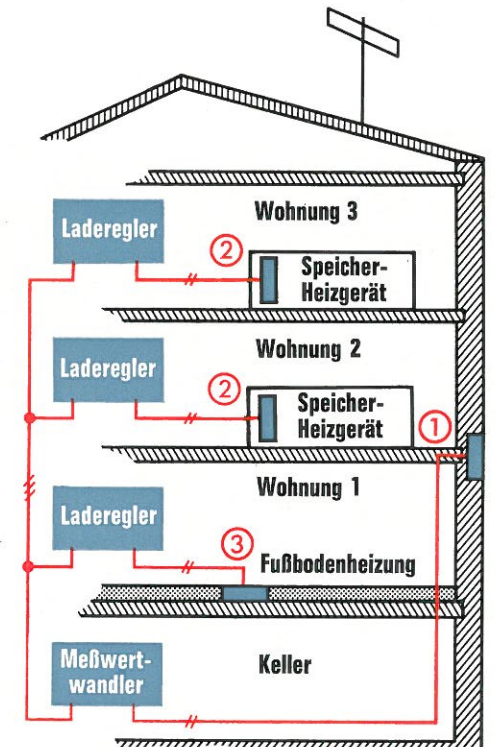 Wohnung 3
Laderegler
②
Speicher-
Heizgerät
Wohnung 2
Laderegler
②
Speicher-
Heizgerät
①
Wohnung 1
Laderegler
③
Fußbodenheizung
Meßwert-
wandler
Keller